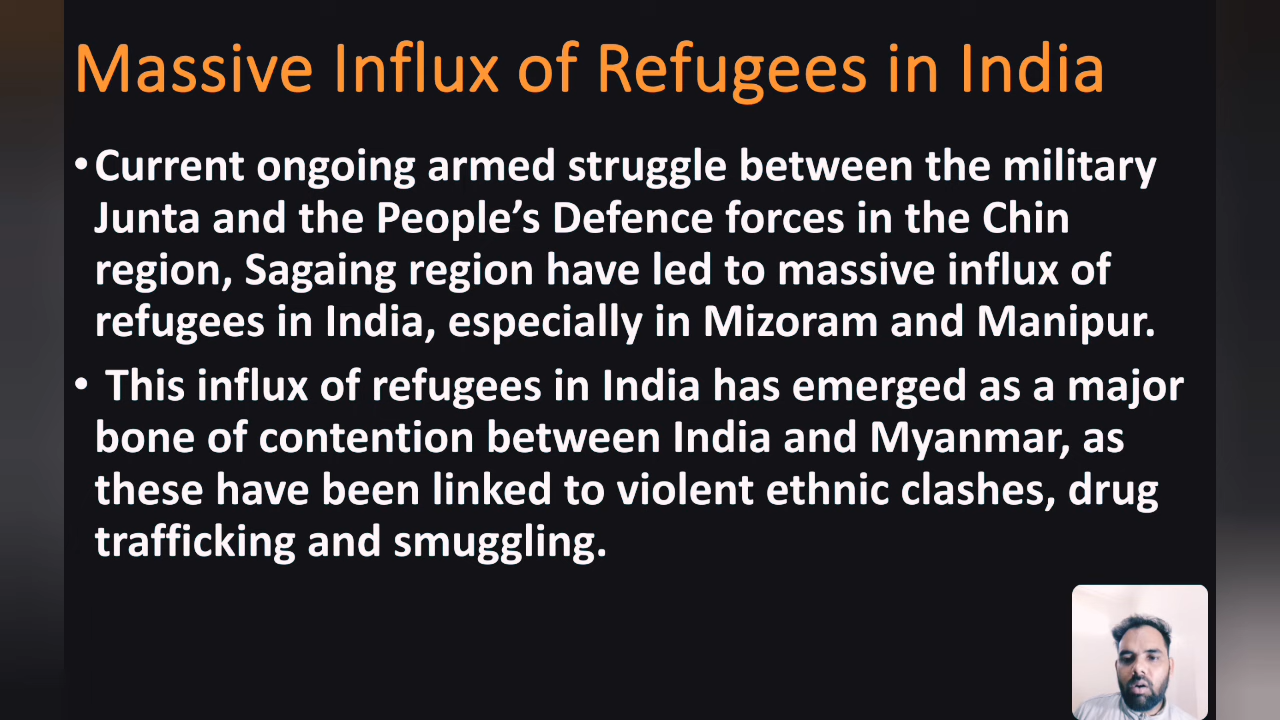 Massive Influx of Refugees in India
•Current ongoing armed struggle between the military
Junta and the People’s Defence forces in the Chin
region, Sagaing region have led to massive influx of
refugees in India, especially in Mizoram and Manipur.
• This influx of refugees in India has emerged as a major
bone of contention between India and Myanmar, as
these have been linked to violent ethnic clashes, drug
trafficking and smuggling.